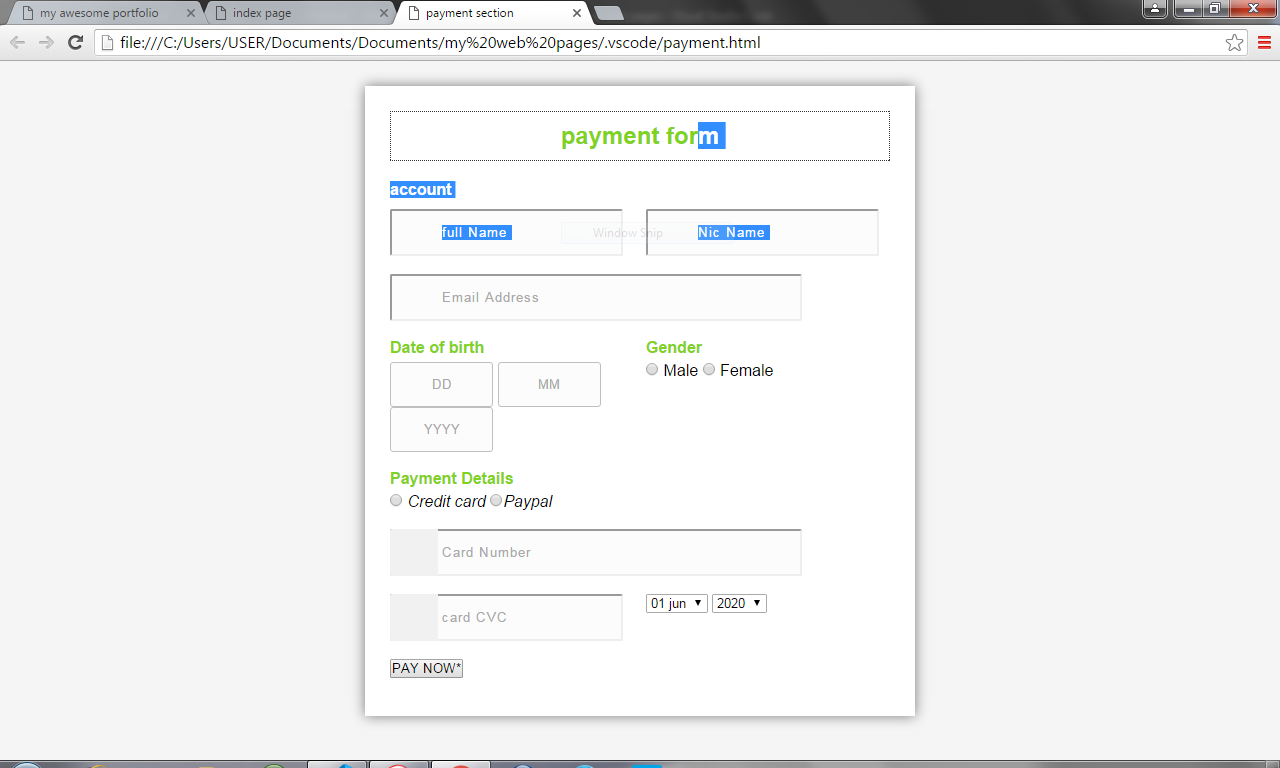 my awesome portfolio
index page
payment section
file:///C:/Users/USER/Documents/Documents/my%20web%20pages/.vscode/payment.html
payment form
account
full Name
Window Snip
Nic Name
Email Address
Date of birth
Gender
DD
MM
Male
Female
YYYY
Payment Details
Credit card
Paypal
Card Number
card CVC
01 jun
2020
PAY NOW*